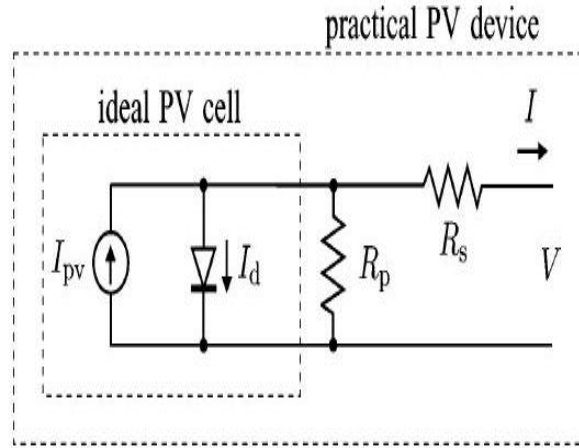 practical PV device
ideal PV cell
I
I_pv
I_d
R_p
R_s
V